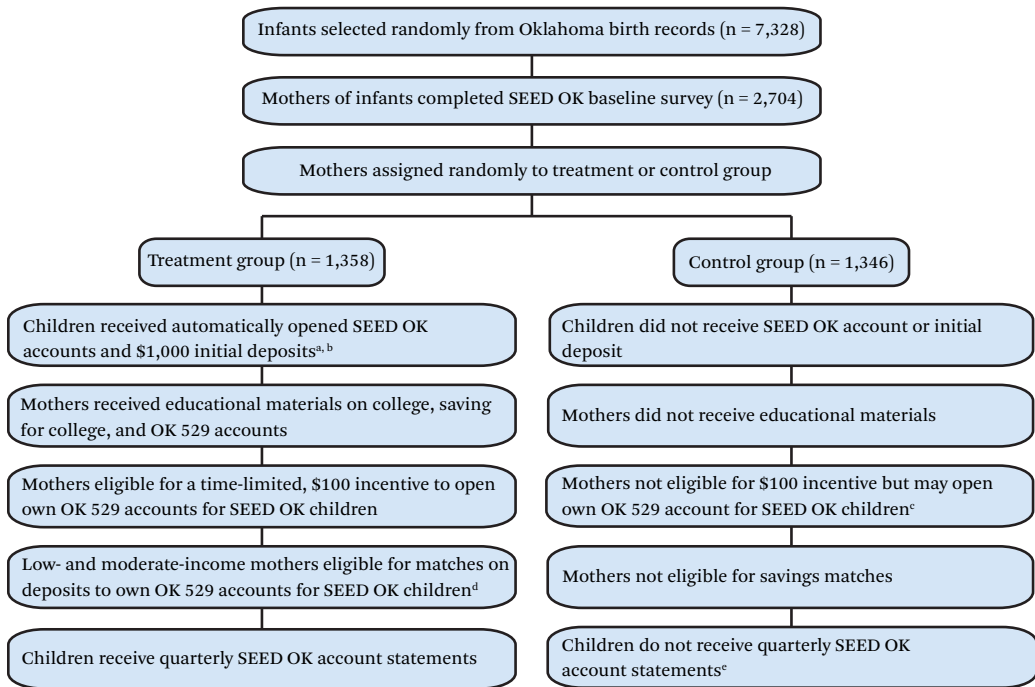 Infants selected randomly from Oklahoma birth records (n = 7,328)
Mothers of infants completed SEED OK baseline survey (n = 2,704)
Mothers assigned randomly to treatment or control group
Treatment group (n = 1,358)
Children received automatically opened SEED OK
accounts and $1,000 initial deposits^a, b
Mothers received educational materials on college, saving
for college, and OK 529 accounts
Mothers eligible for a time-limited, $100 incentive to open
own OK 529 accounts for SEED OK children
Low- and moderate-income mothers eligible for matches on
deposits to own OK 529 accounts for SEED OK children^d
Children receive quarterly SEED OK account statements
Control group (n = 1,346)
Children did not receive SEED OK account or initial
deposit
Mothers did not receive educational materials
Mothers not eligible for $100 incentive but may open
own OK 529 account for SEED OK children^c
Mothers not eligible for savings matches
Children do not receive quarterly SEED OK
account statements^e